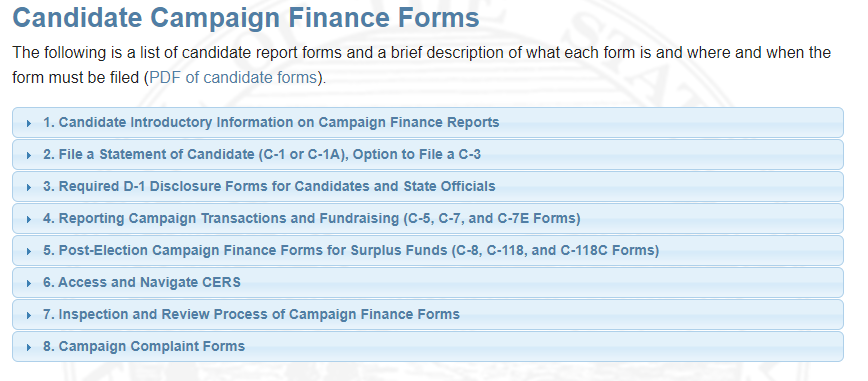 Candidate Campaign Finance Forms
The following is a list of candidate report forms and a brief description of what each form is and where and when the
form must be filed (PDF of candidate forms).
1. Candidate Introductory Information on Campaign Finance Reports
2. File a Statement of Candidate (C-1 or C-1A), Option to File a C-3
3. Required D-1 Disclosure Forms for Candidates and State Officials
4. Reporting Campaign Transactions and Fundraising (C-5, C-7, and C-7E Forms)
5. Post-Election Campaign Finance Forms for Surplus Funds (C-8, C-118, and C-118C Forms)
6. Access and Navigate CERS
7. Inspection and Review Process of Campaign Finance Forms
8. Campaign Complaint Forms